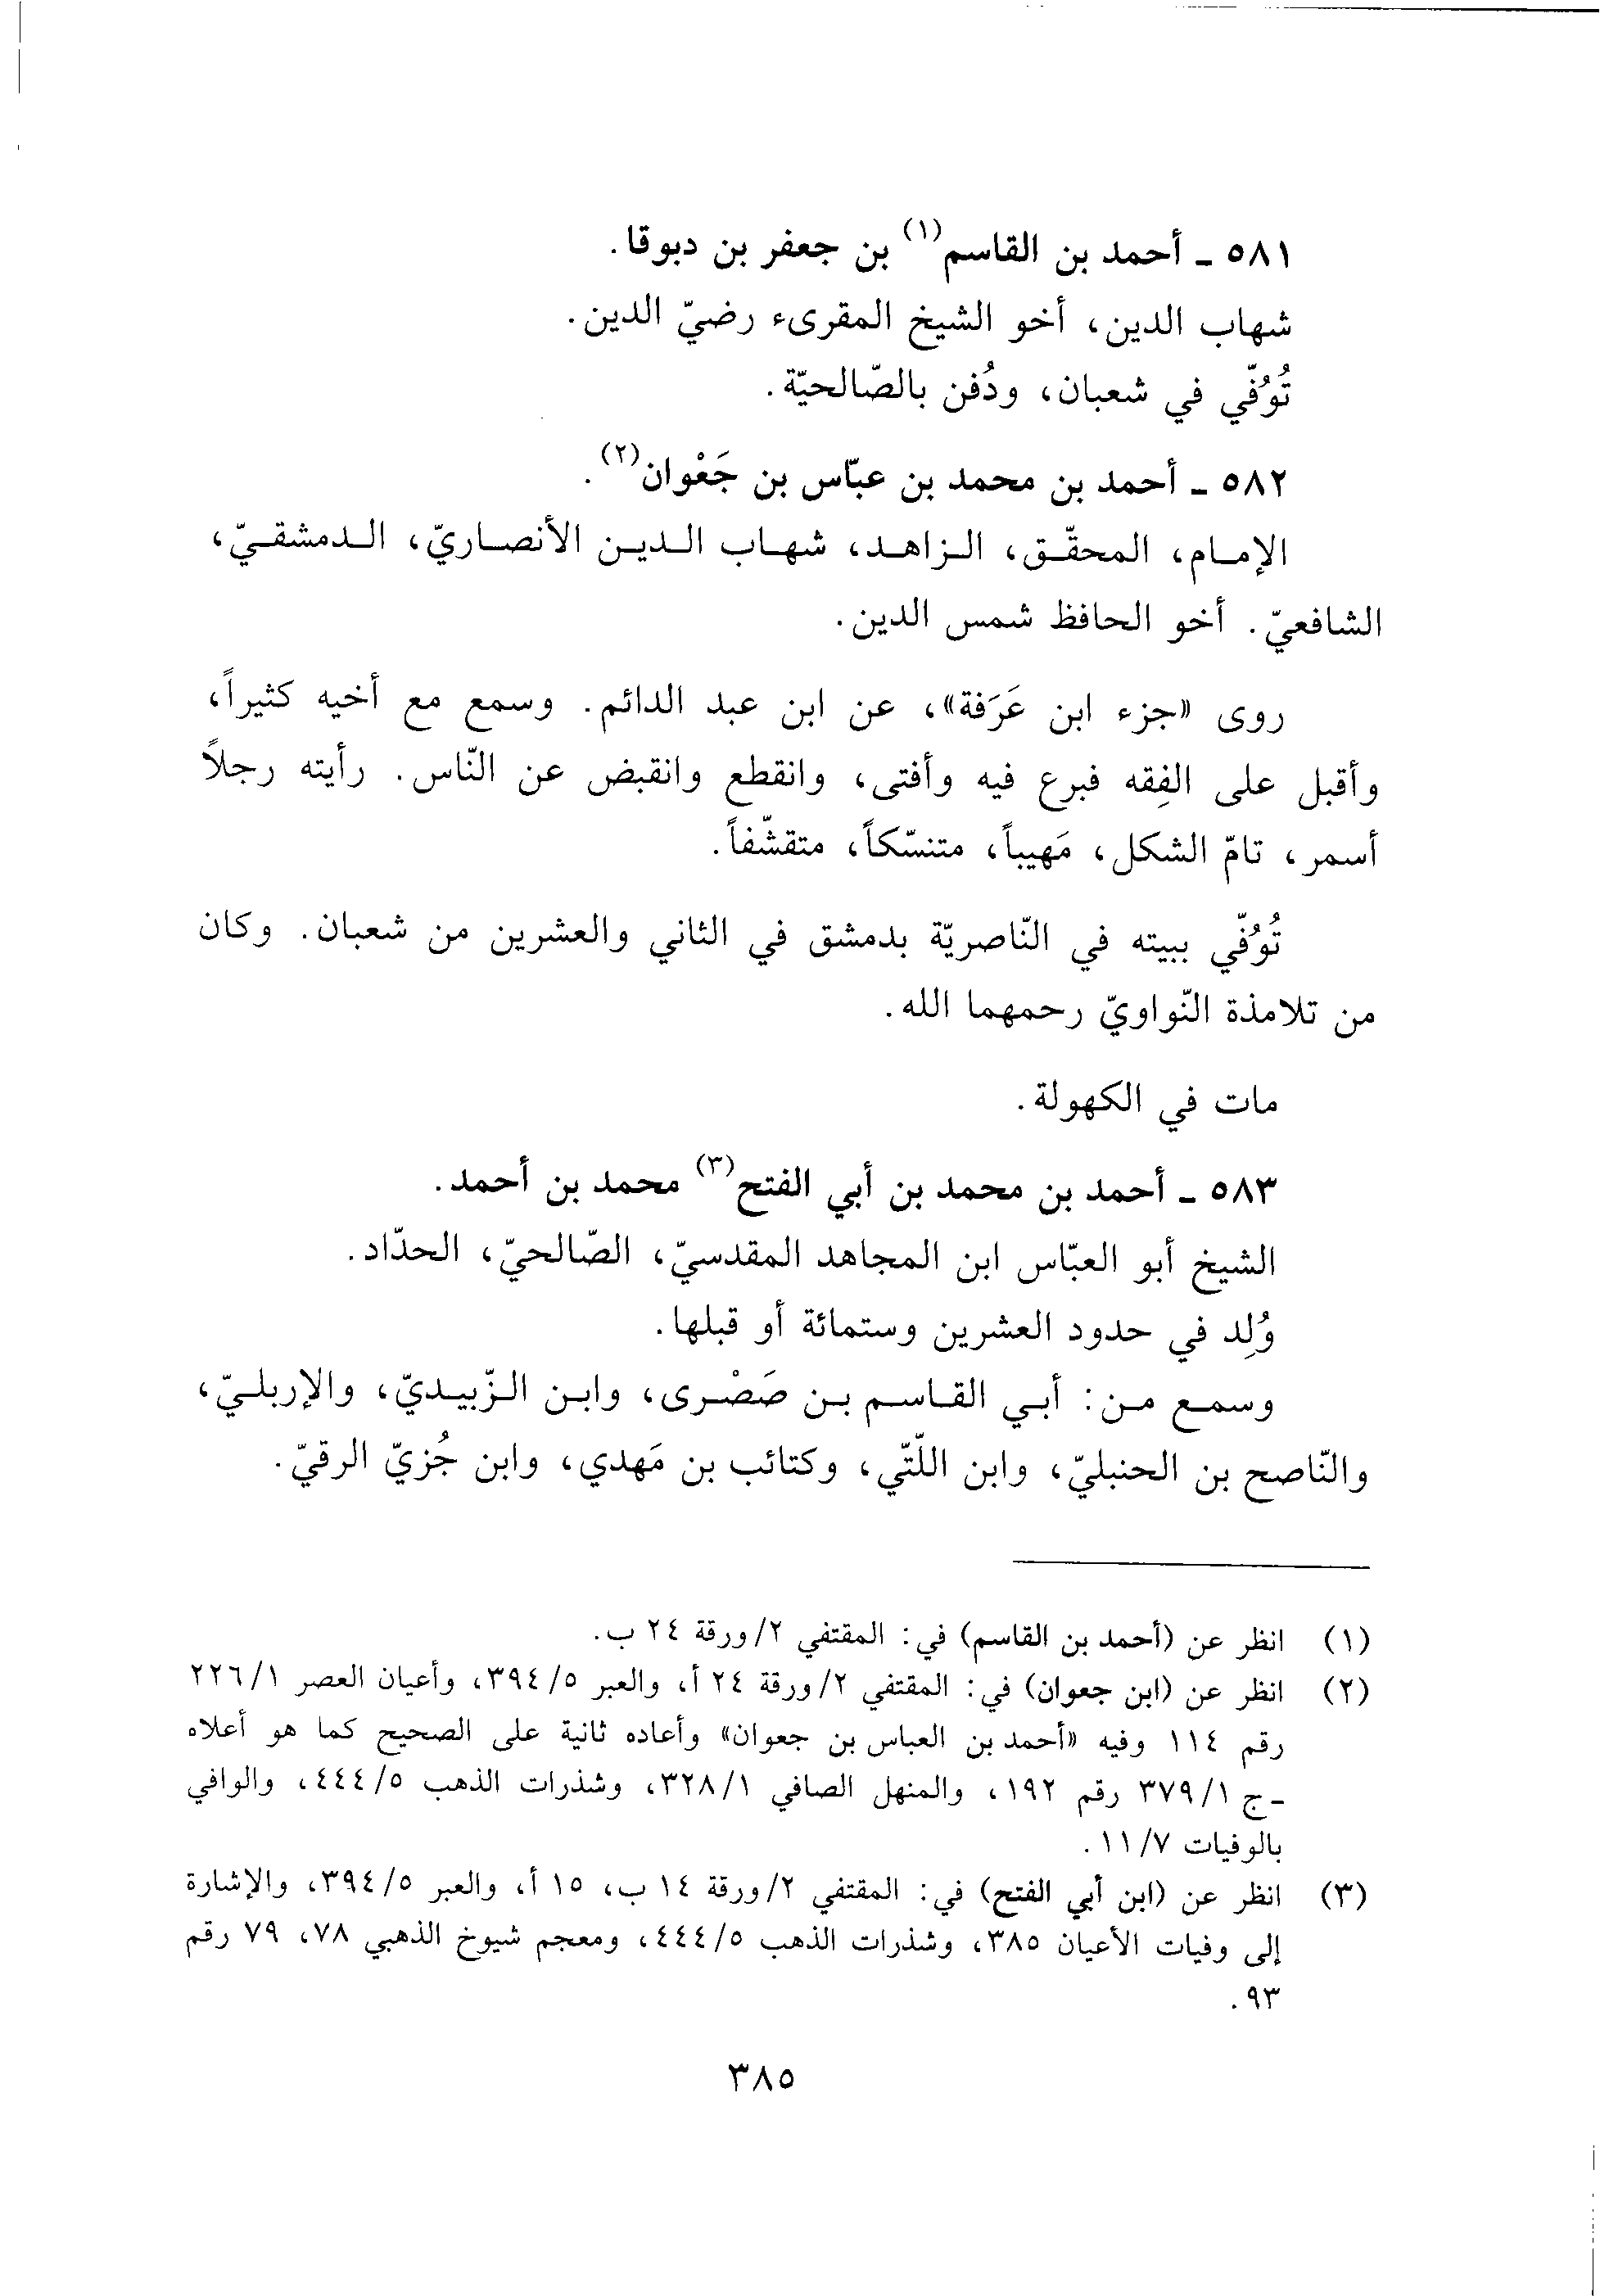 ٥٨١ ـ أحمد بن القاسم(١) بن جعفر بن دبوقا.
شهاب الدين، أخو الشيخ المقرىء رضيّ الدين.
تُوُفّي في شعبان، ودُفن بالصّالحيّة.
٥٨٢ ـ أحمد بن محمد بن عبّاس بن جَعْوان(٢).
الإمام، المحقّق، الزاهد، شهاب الدين الأنصاريّ، الدمشقيّ،
الشافعيّ. أخو الحافظ شمس الدين.
روى «جزء ابن عَرَفة»، عن ابن عبد الدائم. وسمع مع أخيه كثيراً،
وأقبل على الفِقه فبرع فيه وأفتى، وانقطع وانقبض عن النّاس. رأيته رجلاً
أسمر، تامّ الشكل، مَهيباً، متنسّكاً، متقشّفاً.
تُوُفّي ببيته في النّاصريّة بدمشق في الثاني والعشرين من شعبان. وكان
من تلامذة النّواويّ رحمهما الله.
مات في الكهولة.
٥٨٣ ـ أحمد بن محمد بن أبي الفتح(٣) محمد بن أحمد.
الشيخ أبو العبّاس ابن المجاهد المقدسيّ، الصّالحيّ، الحدّاد.
وُلِد في حدود العشرين وستمائة أو قبلها.
وسمع من: أبي القاسم بن صَصْرى، وابن الزّبيديّ، والإربليّ،
والنّاصح بن الحنبليّ، وابن اللّتّي، وكتائب بن مَهدي، وابن جُزيّ الرقيّ.
(١) انظر عن (أحمد بن القاسم) في: المقتفي ٢/ورقة ٢٤ ب.
(٢) انظر عن (ابن جعوان) في: المقتفي ٢/ورقة ٢٤ أ، والعبر ٣٩٤/٥، وأعيان العصر ٢٢٦/١
رقم ١١٤ وفيه «أحمد بن العباس بن جعوان» وأعاده ثانية على الصحيح كما هو أعلاه
ـ ج ٣٧٩/١ رقم ١٩٢، والمنهل الصافي ٣٢٨/١، وشذرات الذهب ٤٤٤/٥، والوافي
بالوفيات ١١/٧.
(٣) انظر عن (ابن أبي الفتح) في: المقتفي ٢/ورقة ١٤ ب، ١٥ أ، والعبر ٣٩٤/٥، والإشارة
إلى وفيات الأعيان ٣٨٥، وشذرات الذهب ٤٤٤/٥، ومعجم شيوخ الذهبي ٧٨، ٧٩ رقم
٩٣.
٣٨٥